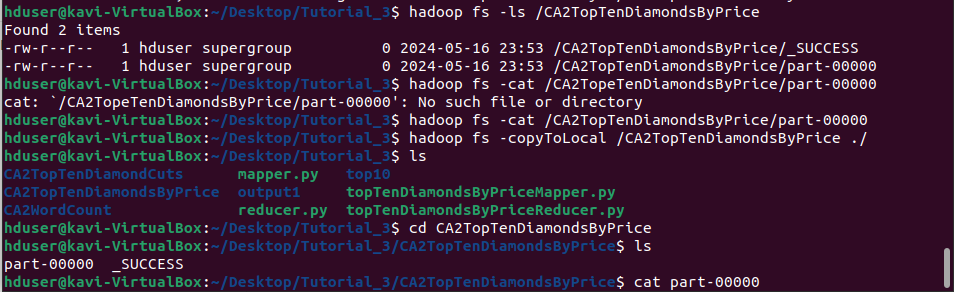 hduser@kavi-VirtualBox:~/Desktop/Tutorial_3$ hadoop fs -ls /CA2TopTenDiamondsByPrice
Found 2 items
-rw-r--r--   1 hduser supergroup          0 2024-05-16 23:53 /CA2TopTenDiamondsByPrice/_SUCCESS
-rw-r--r--   1 hduser supergroup          0 2024-05-16 23:53 /CA2TopTenDiamondsByPrice/part-00000
hduser@kavi-VirtualBox:~/Desktop/Tutorial_3$ hadoop fs -cat /CA2TopeTenDiamondsByPrice/part-00000
cat: `/CA2TopeTenDiamondsByPrice/part-00000': No such file or directory
hduser@kavi-VirtualBox:~/Desktop/Tutorial_3$ hadoop fs -cat /CA2TopTenDiamondsByPrice/part-00000
hduser@kavi-VirtualBox:~/Desktop/Tutorial_3$ hadoop fs -copyToLocal /CA2TopTenDiamondsByPrice ./
hduser@kavi-VirtualBox:~/Desktop/Tutorial_3$ ls
CA2TopTenDiamondCuts      mapper.py   top10
CA2TopTenDiamondsByPrice  output1     topTenDiamondsByPriceMapper.py
CA2WordCount              reducer.py  topTenDiamondsByPriceReducer.py
hduser@kavi-VirtualBox:~/Desktop/Tutorial_3$ cd CA2TopTenDiamondsByPrice
hduser@kavi-VirtualBox:~/Desktop/Tutorial_3/CA2TopTenDiamondsByPrice$ ls
part-00000  _SUCCESS
hduser@kavi-VirtualBox:~/Desktop/Tutorial_3/CA2TopTenDiamondsByPrice$ cat part-00000